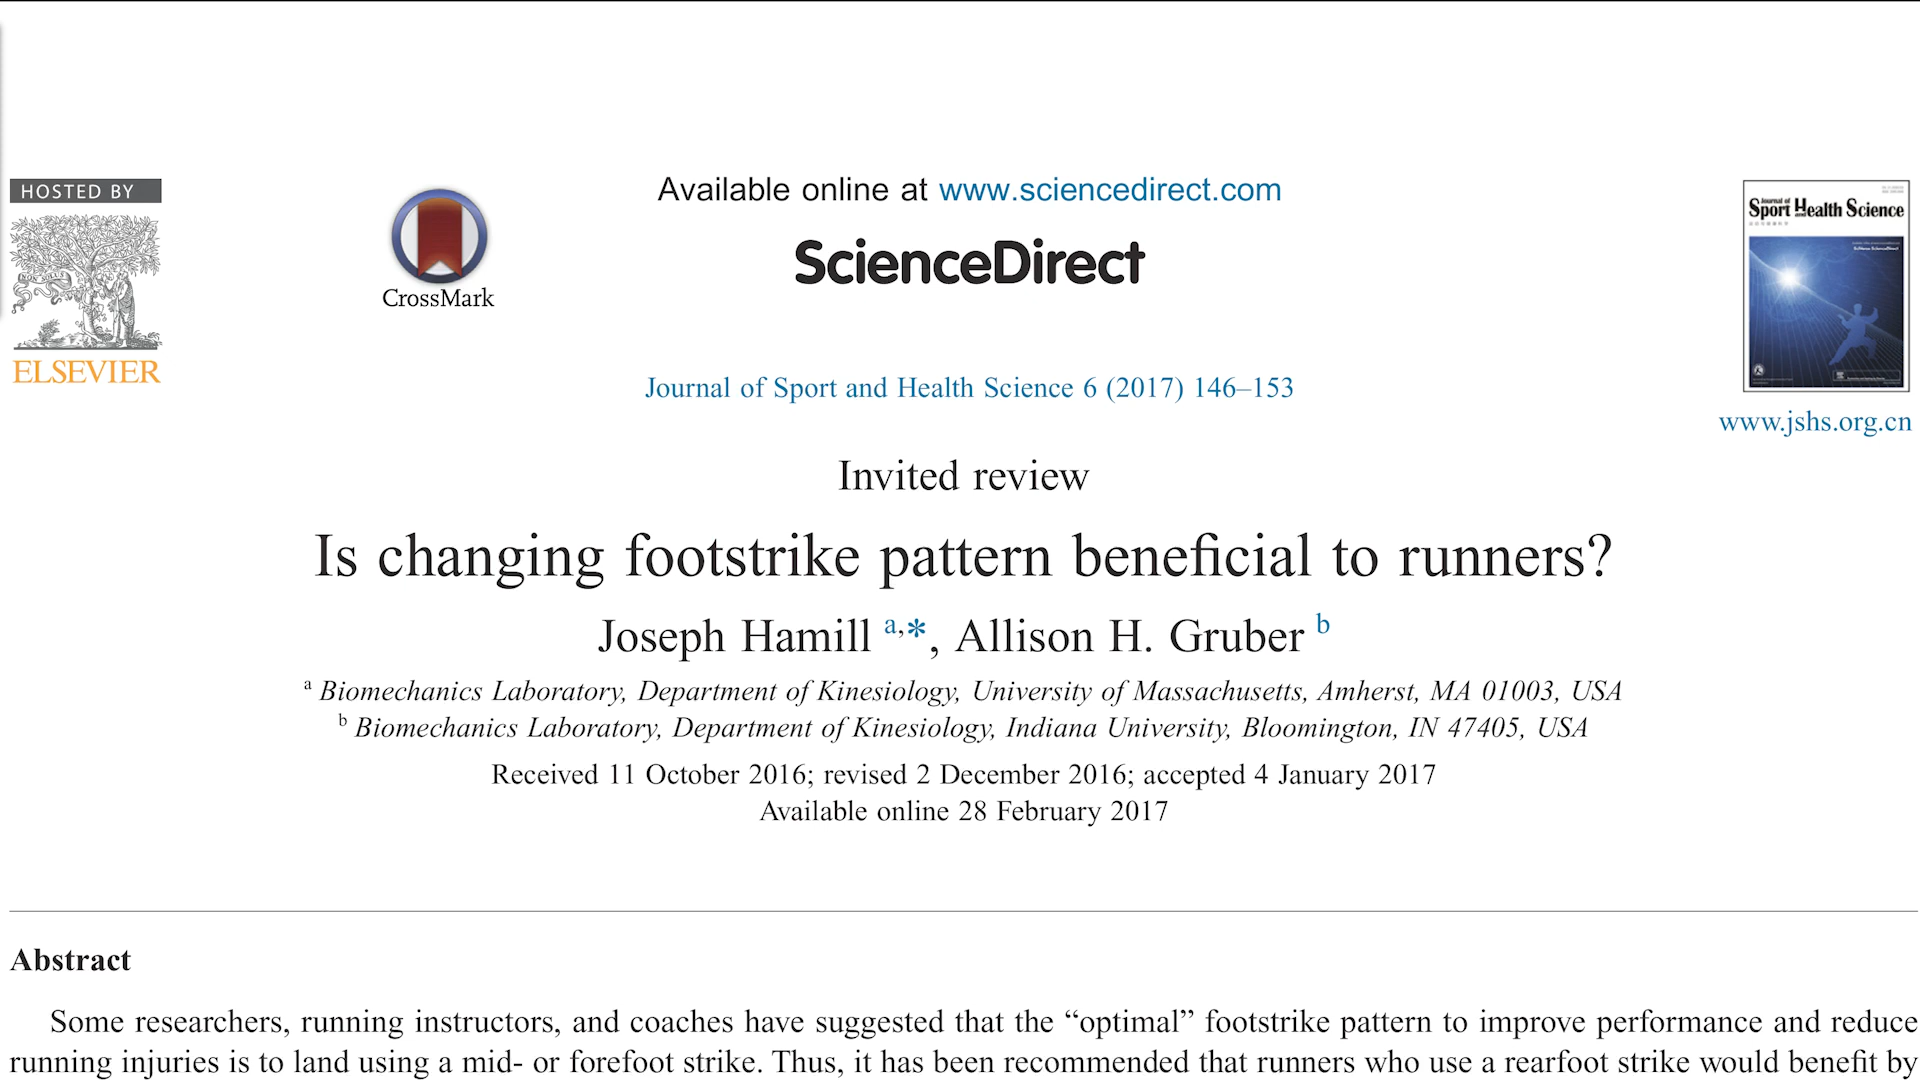 HOSTED BY
NON SOLUS
ELSEVIER
CrossMark
Available online at www.sciencedirect.com
ScienceDirect
Journal of Sport and Health Science 6 (2017) 146–153
Journal of
Sport and Health Science
www.jshs.org.cn
Invited review
Is changing footstrike pattern beneficial to runners?
Joseph Hamill a,*, Allison H. Gruber b
a Biomechanics Laboratory, Department of Kinesiology, University of Massachusetts, Amherst, MA 01003, USA
b Biomechanics Laboratory, Department of Kinesiology, Indiana University, Bloomington, IN 47405, USA
Received 11 October 2016; revised 2 December 2016; accepted 4 January 2017
Available online 28 February 2017
Abstract
Some researchers, running instructors, and coaches have suggested that the “optimal” footstrike pattern to improve performance and reduce
running injuries is to land using a mid- or forefoot strike. Thus, it has been recommended that runners who use a rearfoot strike would benefit by